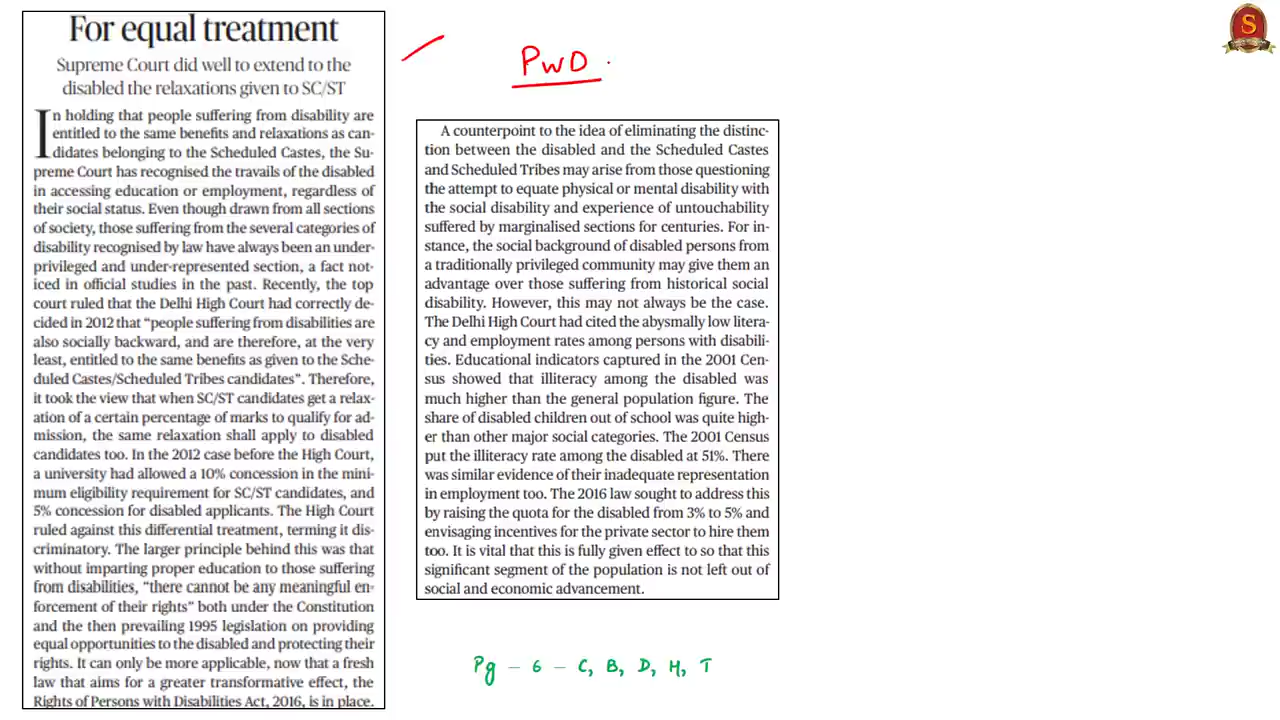 For equal treatment
Supreme Court did well to extend to the
disabled the relaxations given to SC/ST
In holding that people suffering from disability are
entitled to the same benefits and relaxations as can-
didates belonging to the Scheduled Castes, the Su-
preme Court has recognised the travails of the disabled
in accessing education or employment, regardless of
their social status. Even though drawn from all sections
of society, those suffering from the several categories of
disability recognised by law have always been an under-
privileged and under-represented section, a fact not-
iced in official studies in the past. Recently, the top
court ruled that the Delhi High Court had correctly de-
cided in 2012 that “people suffering from disabilities are
also socially backward, and are therefore, at the very
least, entitled to the same benefits as given to the Sche-
duled Castes/Scheduled Tribes candidates”. Therefore,
it took the view that when SC/ST candidates get a relax-
ation of a certain percentage of marks to qualify for ad-
mission, the same relaxation shall apply to disabled
candidates too. In the 2012 case before the High Court,
a university had allowed a 10% concession in the mini-
mum eligibility requirement for SC/ST candidates, and
5% concession for disabled applicants. The High Court
ruled against this differential treatment, terming it dis-
criminatory. The larger principle behind this was that
without imparting proper education to those suffering
from disabilities, “there cannot be any meaningful en-
forcement of their rights” both under the Constitution
and the then prevailing 1995 legislation on providing
equal opportunities to the disabled and protecting their
rights. It can only be more applicable, now that a fresh
law that aims for a greater transformative effect, the
Rights of Persons with Disabilities Act, 2016, is in place.
PwD
A counterpoint to the idea of eliminating the distinc-
tion between the disabled and the Scheduled Castes
and Scheduled Tribes may arise from those questioning
the attempt to equate physical or mental disability with
the social disability and experience of untouchability
suffered by marginalised sections for centuries. For in-
stance, the social background of disabled persons from
a traditionally privileged community may give them an
advantage over those suffering from historical social
disability. However, this may not always be the case.
The Delhi High Court had cited the abysmally low litera-
cy and employment rates among persons with disabili-
ties. Educational indicators captured in the 2001 Cen-
sus showed that illiteracy among the disabled was
much higher than the general population figure. The
share of disabled children out of school was quite high-
er than other major social categories. The 2001 Census
put the illiteracy rate among the disabled at 51%. There
was similar evidence of their inadequate representation
in employment too. The 2016 law sought to address this
by raising the quota for the disabled from 3% to 5% and
envisaging incentives for the private sector to hire them
too. It is vital that this is fully given effect to so that this
significant segment of the population is not left out of
social and economic advancement.
Pg – 6 – C, B, D, H, T
S